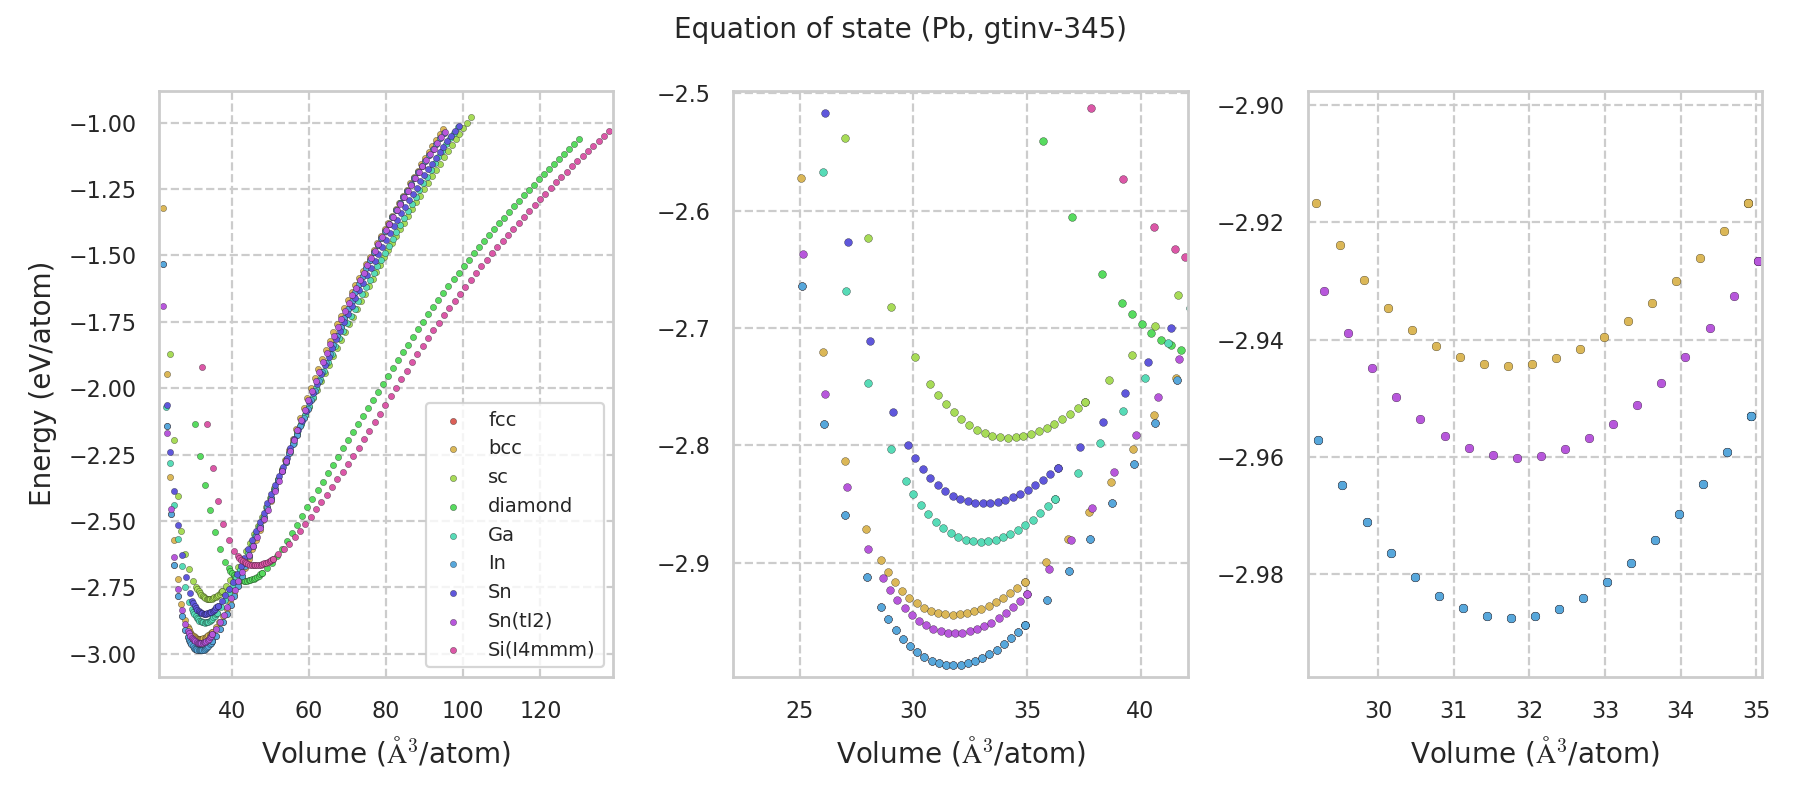 Equation of state (Pb, gtinv-345)
Energy (eV/atom)
−1.00
−1.25
−1.50
−1.75
−2.00
−2.25
−2.50
−2.75
−3.00
40 60 80 100 120
Volume (Å³/atom)
fcc
bcc
sc
diamond
Ga
In
Sn
Sn(tI2)
Si(I4mmm)
−2.5
−2.6
−2.7
−2.8
−2.9
25 30 35 40
Volume (Å³/atom)
−2.90
−2.92
−2.94
−2.96
−2.98
30 31 32 33 34 35
Volume (Å³/atom)